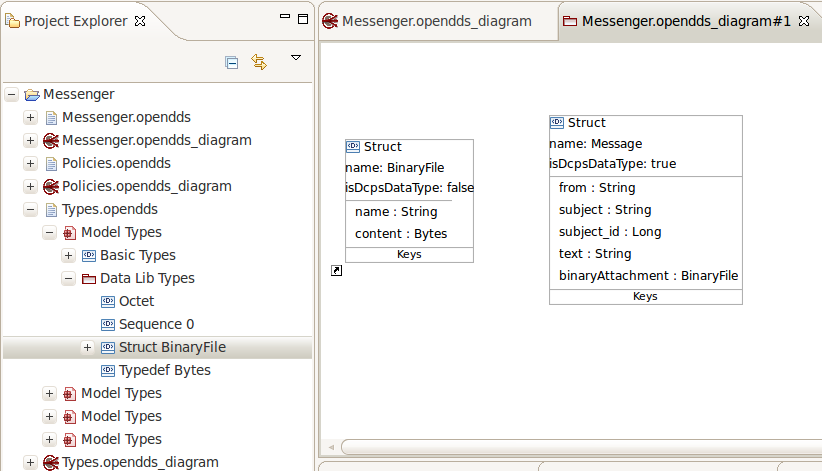 Project Explorer
Messenger
Messenger.opendds
Messenger.opendds_diagram
Policies.opendds
Policies.opendds_diagram
Types.opendds
Model Types
Basic Types
Data Lib Types
Octet
Sequence 0
Struct BinaryFile
Typedef Bytes
Model Types
Model Types
Model Types
Types.opendds_diagram
Messenger.opendds_diagram
Messenger.opendds_diagram#1
Struct
name: BinaryFile
isDcpsDataType: false
name : String
content : Bytes
Keys
Struct
name: Message
isDcpsDataType: true
from : String
subject : String
subject_id : Long
text : String
binaryAttachment : BinaryFile
Keys